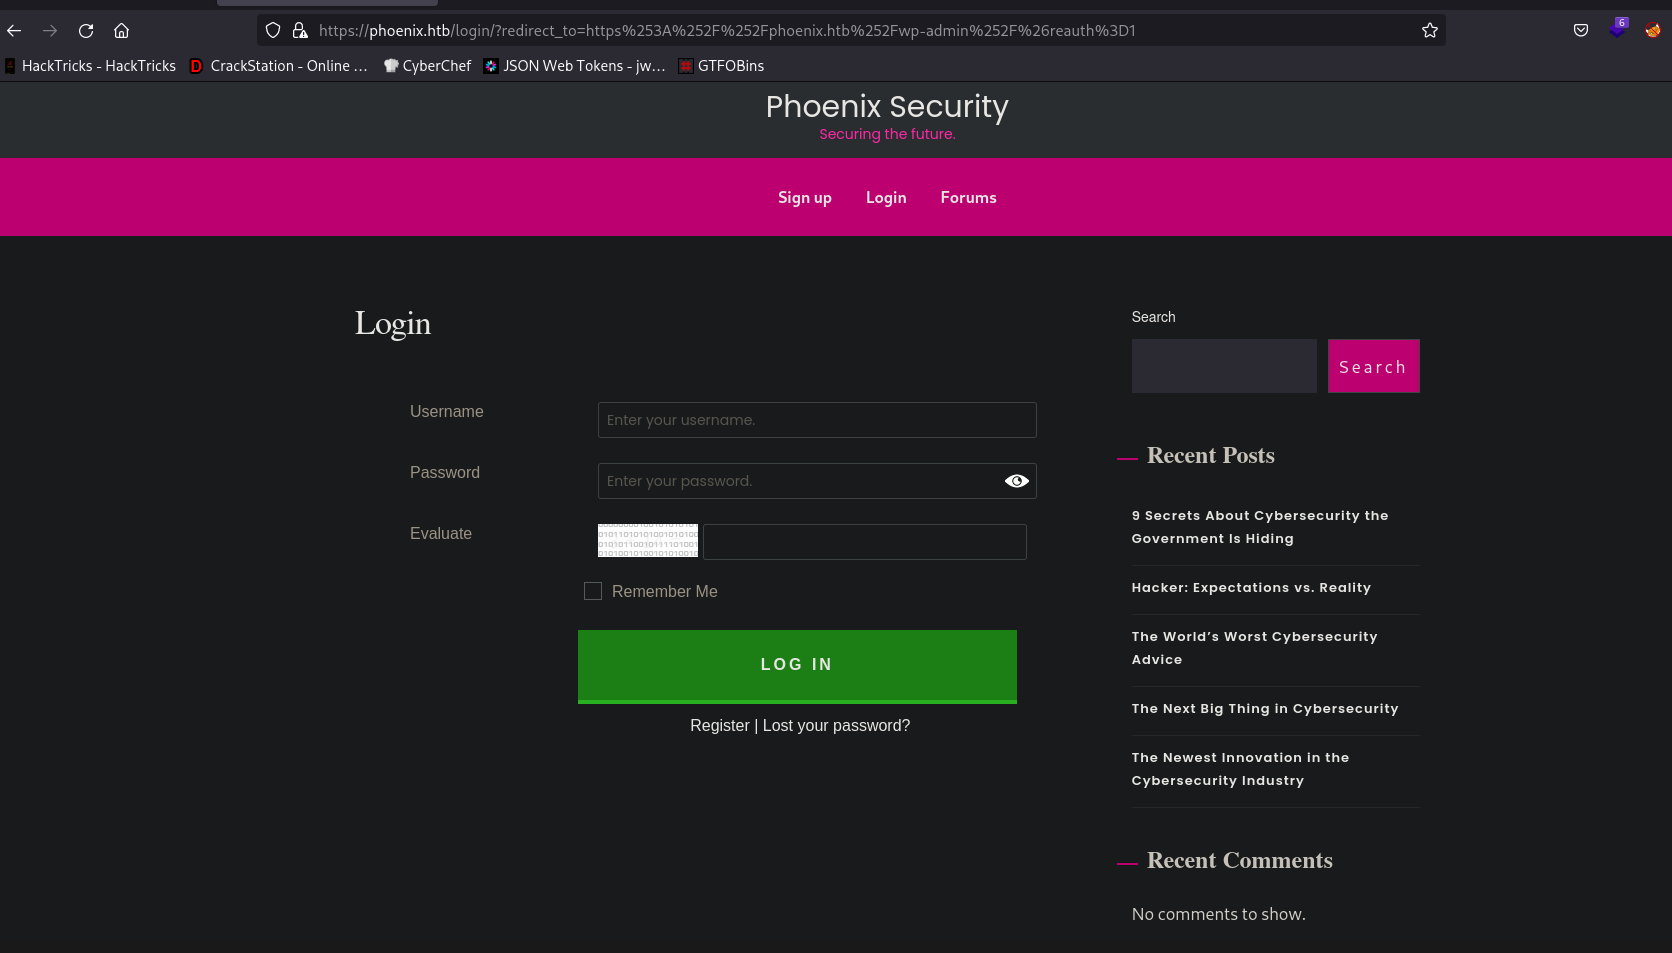 https://phoenix.htb/login/?redirect_to=https%253A%252F%252Fphoenix.htb%252Fwp-admin%252F%26reauth%3D1
6
HackTricks - HackTricks
CrackStation - Online ...
CyberChef
JSON Web Tokens - jw...
GTFOBins
Phoenix Security
Securing the future.
Sign up Login Forums
Login
Username
Enter your username.
Password
Enter your password.
Evaluate
Remember Me
LOG IN
Register | Lost your password?
Search
Search
Recent Posts
9 Secrets About Cybersecurity the
Government Is Hiding
Hacker: Expectations vs. Reality
The World’s Worst Cybersecurity
Advice
The Next Big Thing in Cybersecurity
The Newest Innovation in the
Cybersecurity Industry
Recent Comments
No comments to show.